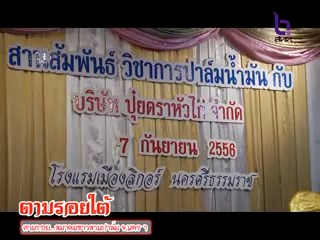 สานสัมพันธ์ วิชาการปาล์มน้ำมัน กับ
บริษัท ปุ๋ยตราหัวไก่ จำกัด
7 กันยายน 2556
โรงแรมเมืองลิกอร์ นครศรีธรรมราช
ตามรอยใต้